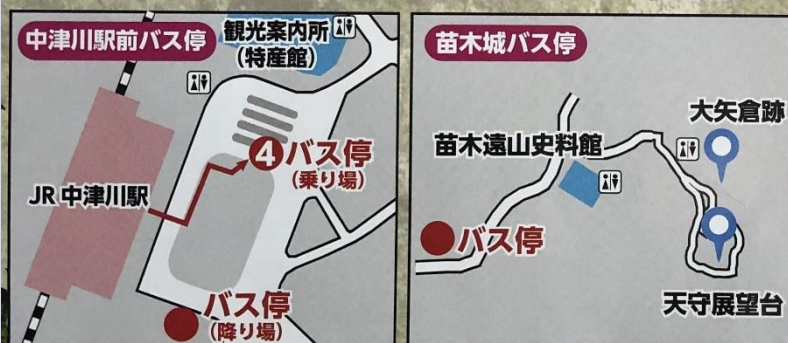 中津川駅前バス停
観光案内所
(特産館)
④バス停
(乗り場)
JR 中津川駅
バス停
(降り場)
苗木城バス停
大矢倉跡
苗木遠山史料館
バス停
天守展望台